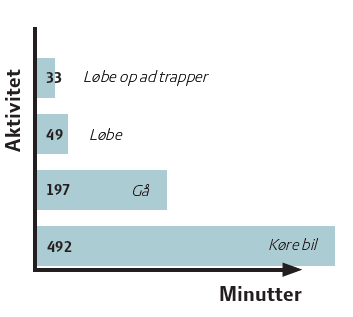 Aktivitet
33 Løbe op ad trapper
49 Løbe
197 Gå
492 Køre bil
Minutter